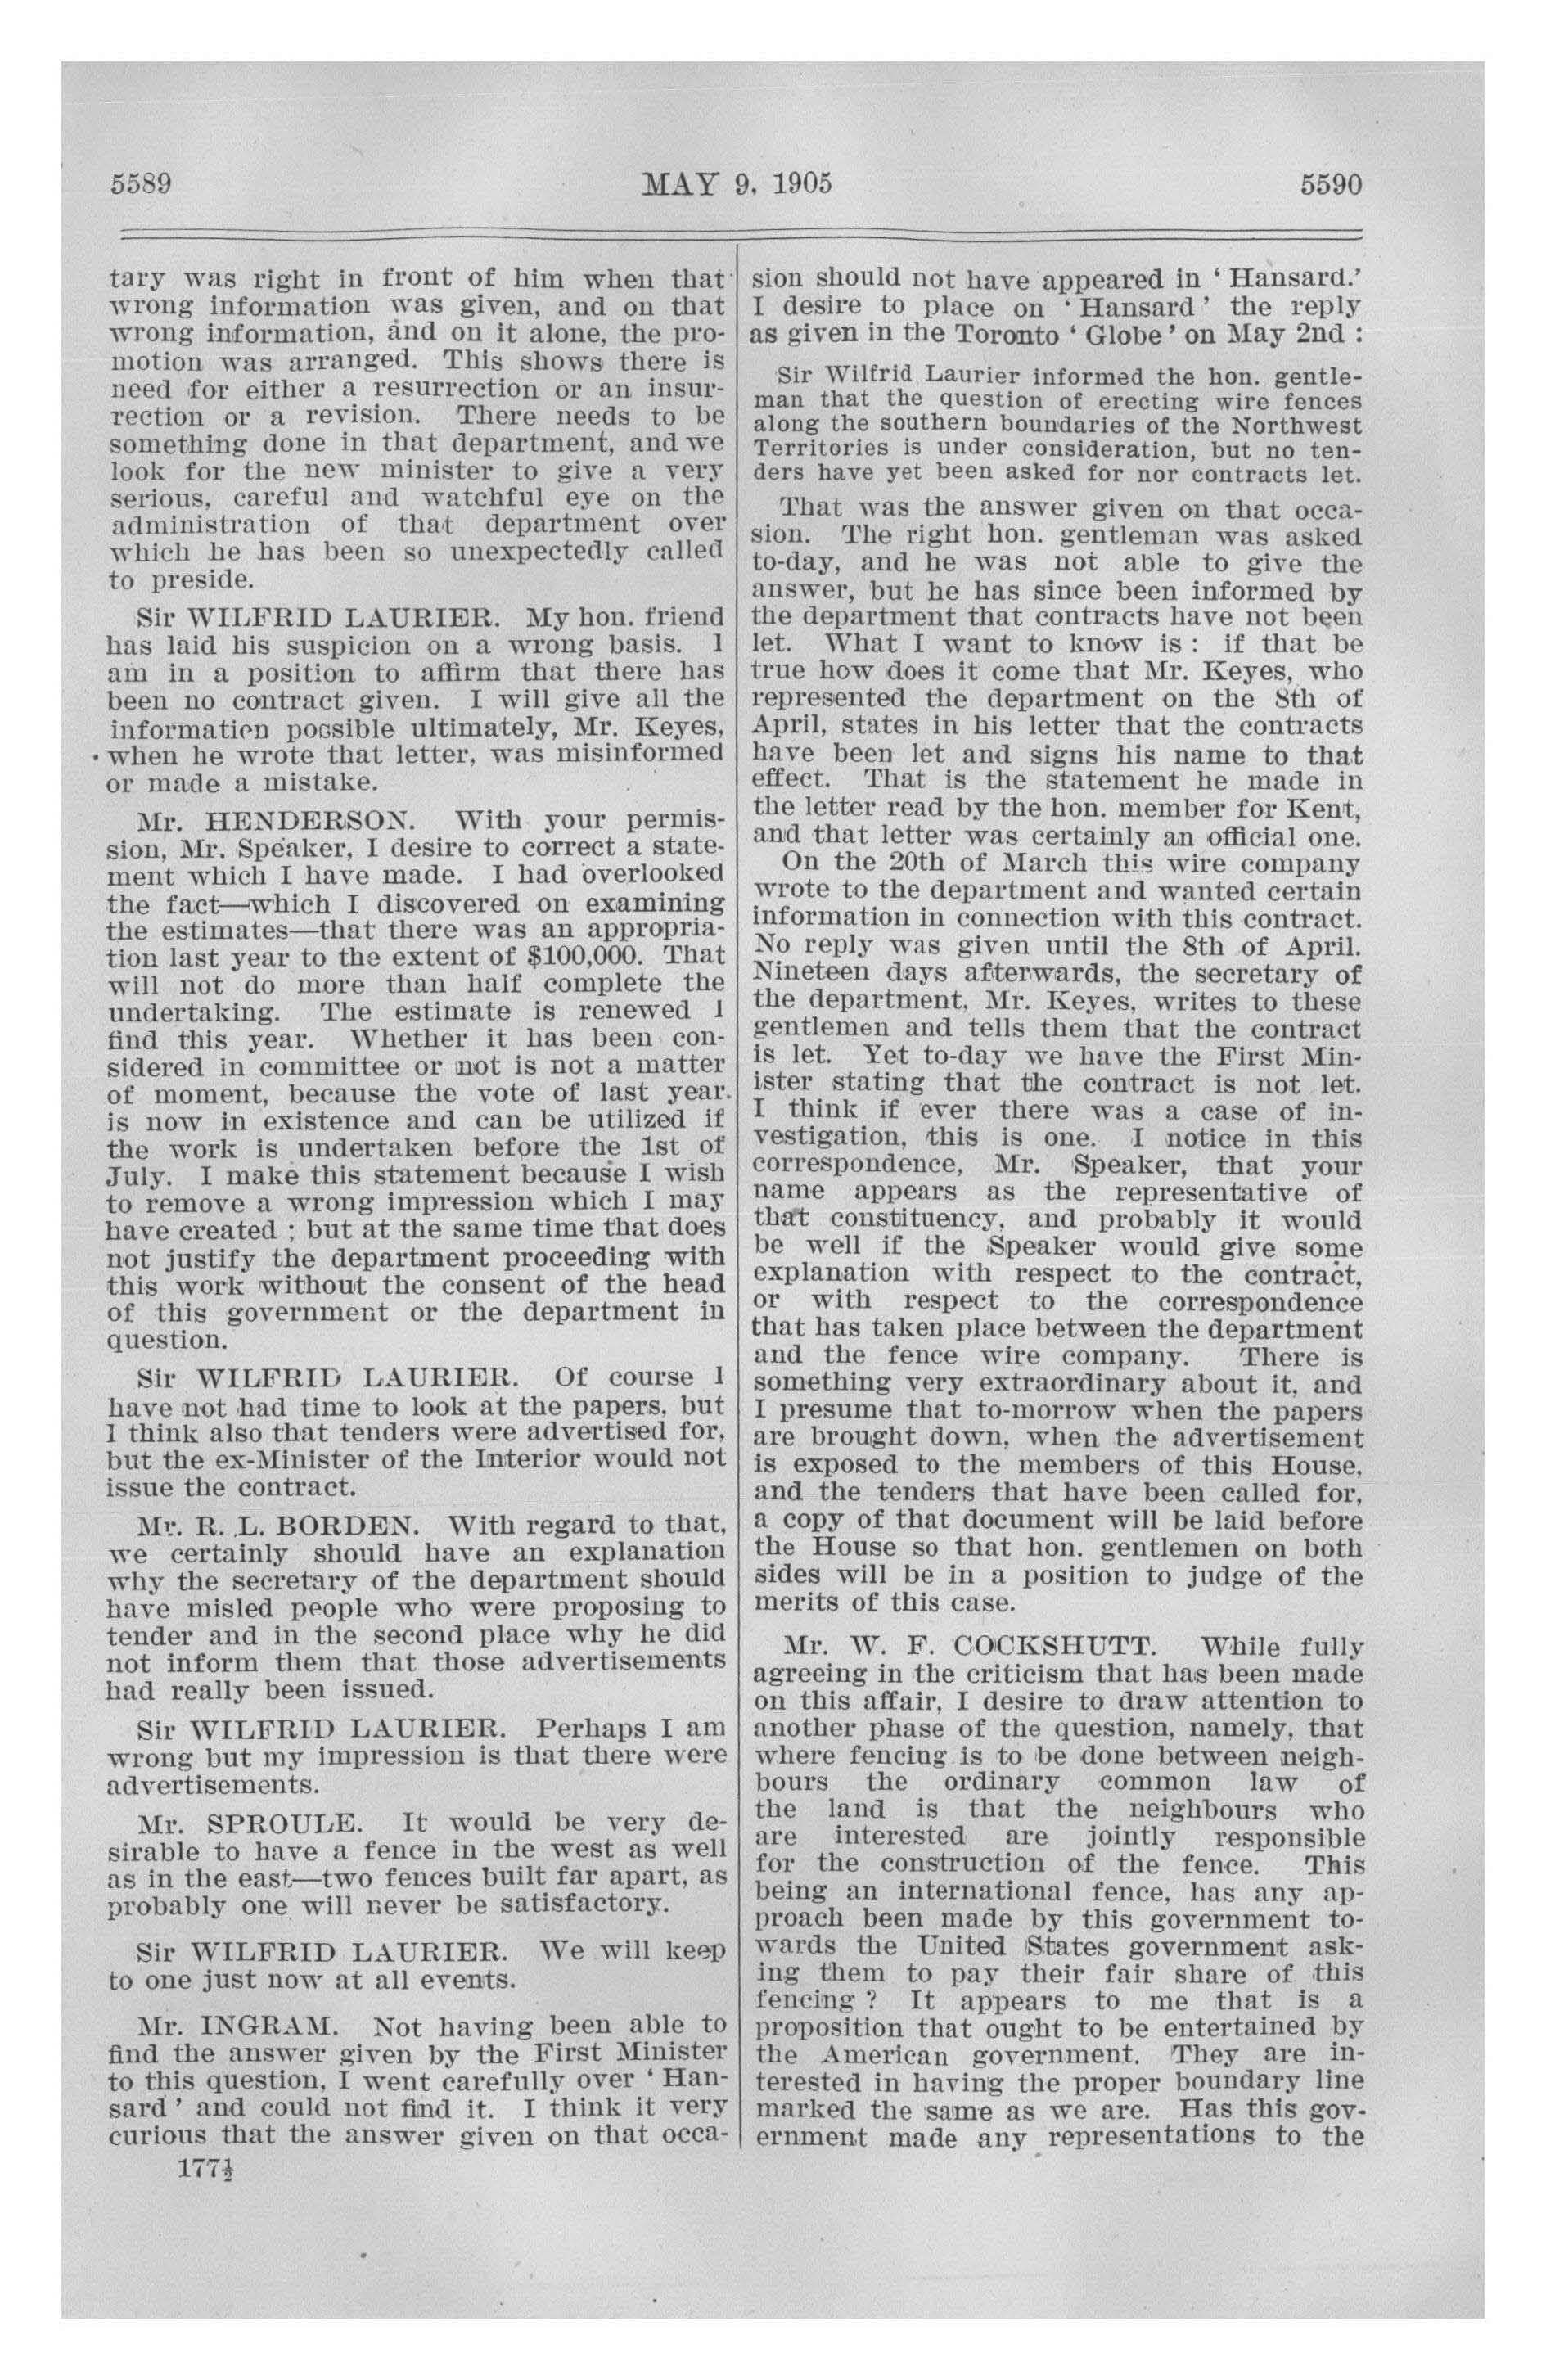 5589
MAY 9, 1905
5590
tary was right in front of him when that
wrong information was given, and on that
wrong information, and on it alone, the pro-
motion was arranged. This shows there is
need for either a resurrection or an insur-
rection or a revision. There needs to be
something done in that department, and we
look for the new minister to give a very
serious, careful and watchful eye on the
administration of that department over
which he has been so unexpectedly called
to preside.
Sir WILFRID LAURIER. My hon. friend
has laid his suspicion on a wrong basis. I
am in a position to affirm that there has
been no contract given. I will give all the
information possible ultimately, Mr. Keyes,
when he wrote that letter, was misinformed
or made a mistake.
Mr. HENDERSON. With your permis-
sion, Mr. Speaker, I desire to correct a state-
ment which I have made. I had overlooked
the fact—which I discovered on examining
the estimates—that there was an appropria-
tion last year to the extent of $100,000. That
will not do more than half complete the
undertaking. The estimate is renewed I
find this year. Whether it has been con-
sidered in committee or not is not a matter
of moment, because the vote of last year
is now in existence and can be utilized if
the work is undertaken before the 1st of
July. I make this statement because I wish
to remove a wrong impression which I may
have created ; but at the same time that does
not justify the department proceeding with
this work without the consent of the head
of this government or the department in
question.
Sir WILFRID LAURIER. Of course I
have not had time to look at the papers, but
I think also that tenders were advertised for,
but the ex-Minister of the Interior would not
issue the contract.
Mr. R. L. BORDEN. With regard to that,
we certainly should have an explanation
why the secretary of the department should
have misled people who were proposing to
tender and in the second place why he did
not inform them that those advertisements
had really been issued.
Sir WILFRID LAURIER. Perhaps I am
wrong but my impression is that there were
advertisements.
Mr. SPROULE. It would be very de-
sirable to have a fence in the west as well
as in the east—two fences built far apart, as
probably one will never be satisfactory.
Sir WILFRID LAURIER. We will keep
to one just now at all events.
Mr. INGRAM. Not having been able to
find the answer given by the First Minister
to this question, I went carefully over ' Han-
sard ' and could not find it. I think it very
curious that the answer given on that occa-
177½
sion should not have appeared in ' Hansard.'
I desire to place on ' Hansard ' the reply
as given in the Toronto ' Globe ' on May 2nd :
Sir Wilfrid Laurier informed the hon. gentle-
man that the question of erecting wire fences
along the southern boundaries of the Northwest
Territories is under consideration, but no ten-
ders have yet been asked for nor contracts let.
That was the answer given on that occa-
sion. The right hon. gentleman was asked
to-day, and he was not able to give the
answer, but he has since been informed by
the department that contracts have not been
let. What I want to know is : if that be
true how does it come that Mr. Keyes, who
represented the department on the 8th of
April, states in his letter that the contracts
have been let and signs his name to that
effect. That is the statement he made in
the letter read by the hon. member for Kent,
and that letter was certainly an official one.
On the 20th of March this wire company
wrote to the department and wanted certain
information in connection with this contract.
No reply was given until the 8th of April.
Nineteen days afterwards, the secretary of
the department, Mr. Keyes, writes to these
gentlemen and tells them that the contract
is let. Yet to-day we have the First Min-
ister stating that the contract is not let.
I think if ever there was a case of in-
vestigation, this is one. I notice in this
correspondence, Mr. Speaker, that your
name appears as the representative of
that constituency, and probably it would
be well if the Speaker would give some
explanation with respect to the contract,
or with respect to the correspondence
that has taken place between the department
and the fence wire company. There is
something very extraordinary about it, and
I presume that to-morrow when the papers
are brought down, when the advertisement
is exposed to the members of this House,
and the tenders that have been called for,
a copy of that document will be laid before
the House so that hon. gentlemen on both
sides will be in a position to judge of the
merits of this case.
Mr. W. F. COCKSHUTT. While fully
agreeing in the criticism that has been made
on this affair, I desire to draw attention to
another phase of the question, namely, that
where fencing is to be done between neigh-
bours the ordinary common law of
the land is that the neighbours who
are interested are jointly responsible
for the construction of the fence. This
being an international fence, has any ap-
proach been made by this government to-
wards the United States government ask-
ing them to pay their fair share of this
fencing ? It appears to me that is a
proposition that ought to be entertained by
the American government. They are in-
terested in having the proper boundary line
marked the same as we are. Has this gov-
ernment made any representations to the